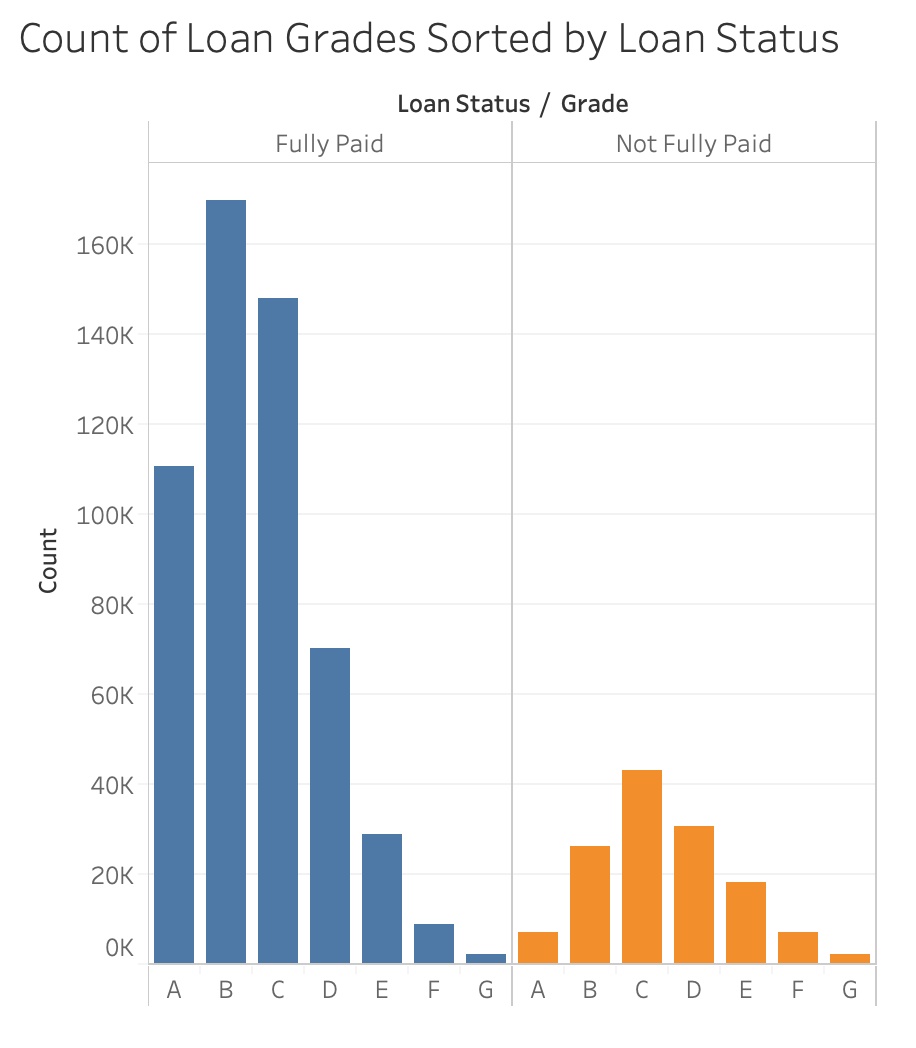 Count of Loan Grades Sorted by Loan Status
Loan Status / Grade
Fully Paid
Not Fully Paid
160K
140K
120K
100K
80K
60K
40K
20K
0K
Count
A B C D E F G A B C D E F G